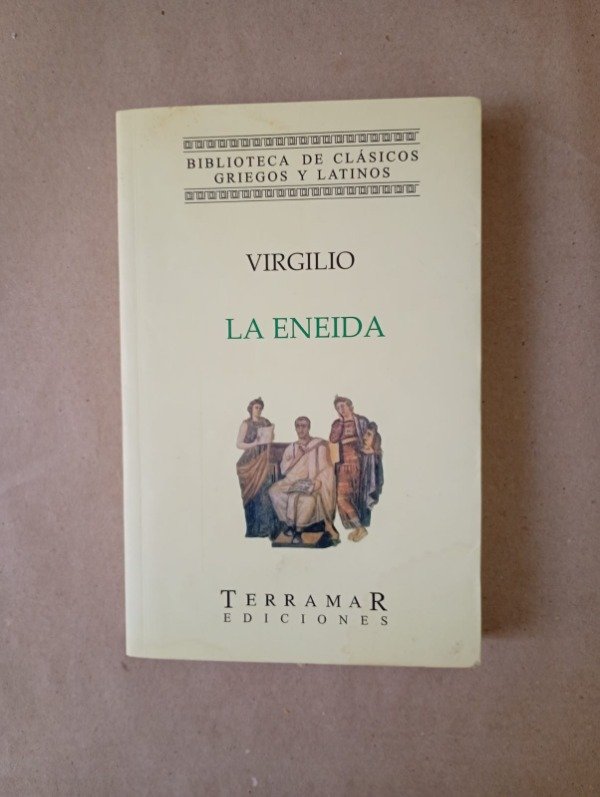 BIBLIOTECA DE CLÁSICOS
GRIEGOS Y LATINOS
VIRGILIO
LA ENEIDA
TERRAMAR
EDICIONES